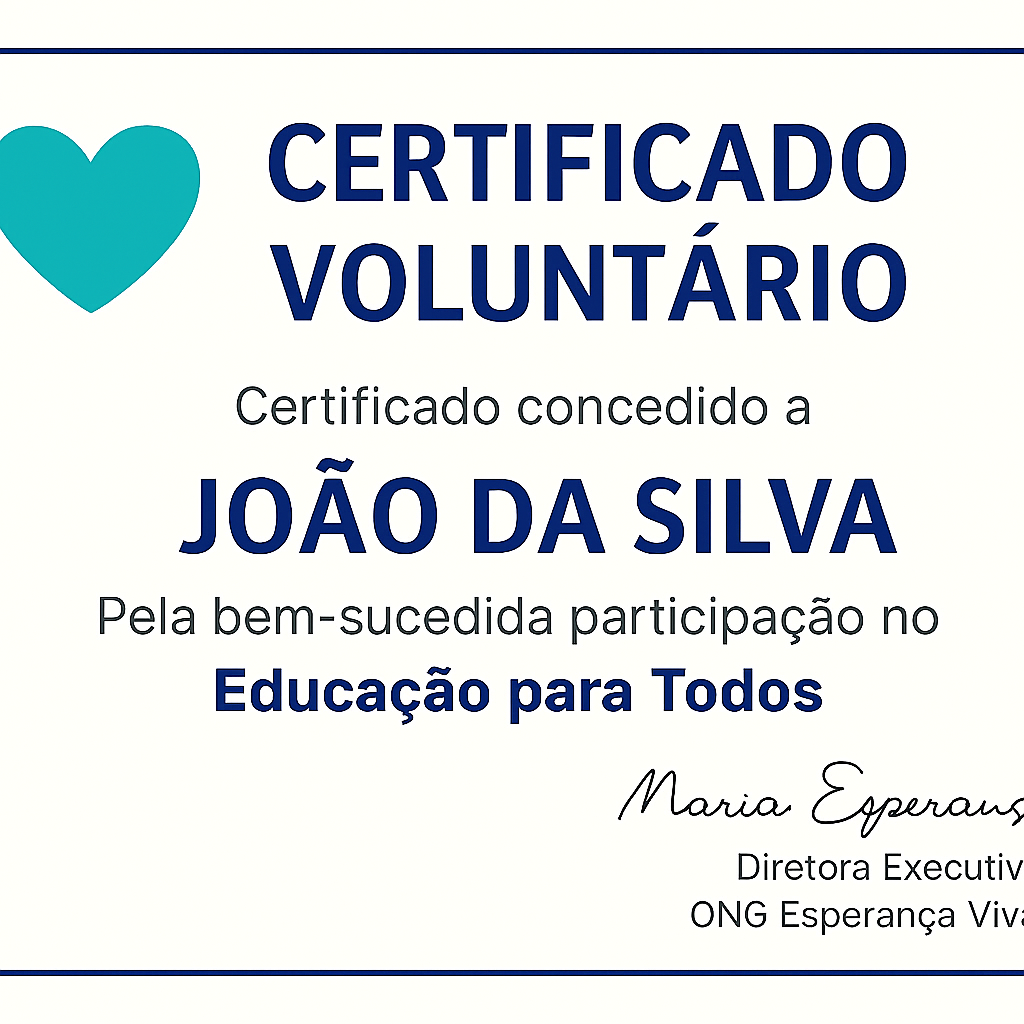 CERTIFICADO
VOLUNTÁRIO
Certificado concedido a
JOÃO DA SILVA
Pela bem-sucedida participação no
Educação para Todos
Maria
Diretora Executiv
ONG Esperança Viva